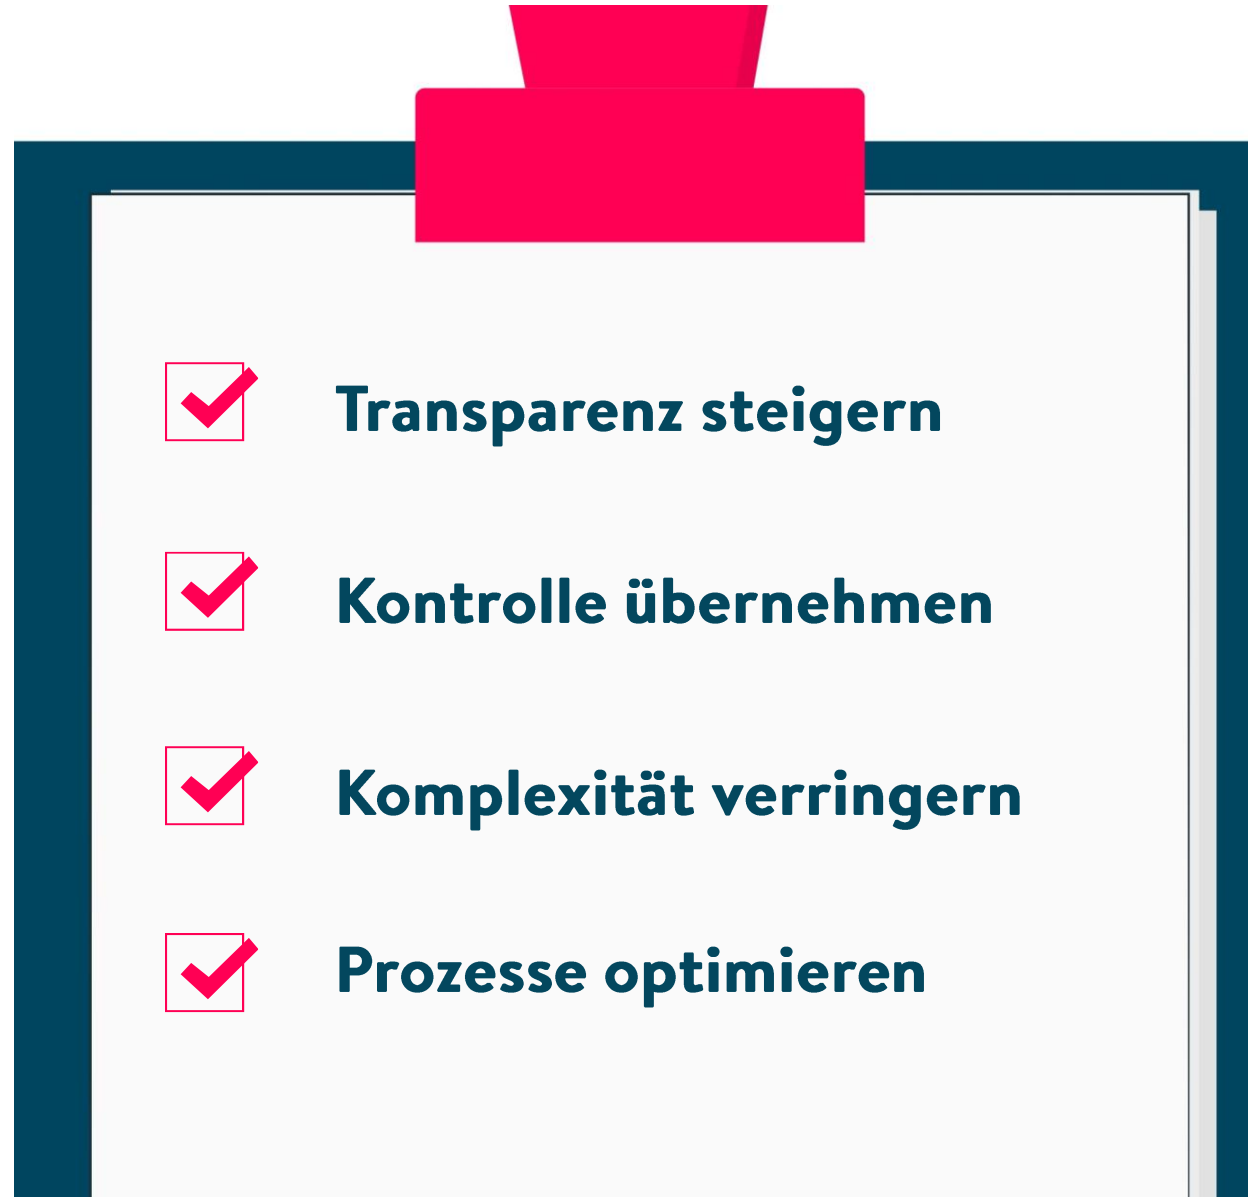 Transparenz steigern
Kontrolle übernehmen
Komplexität verringern
Prozesse optimieren